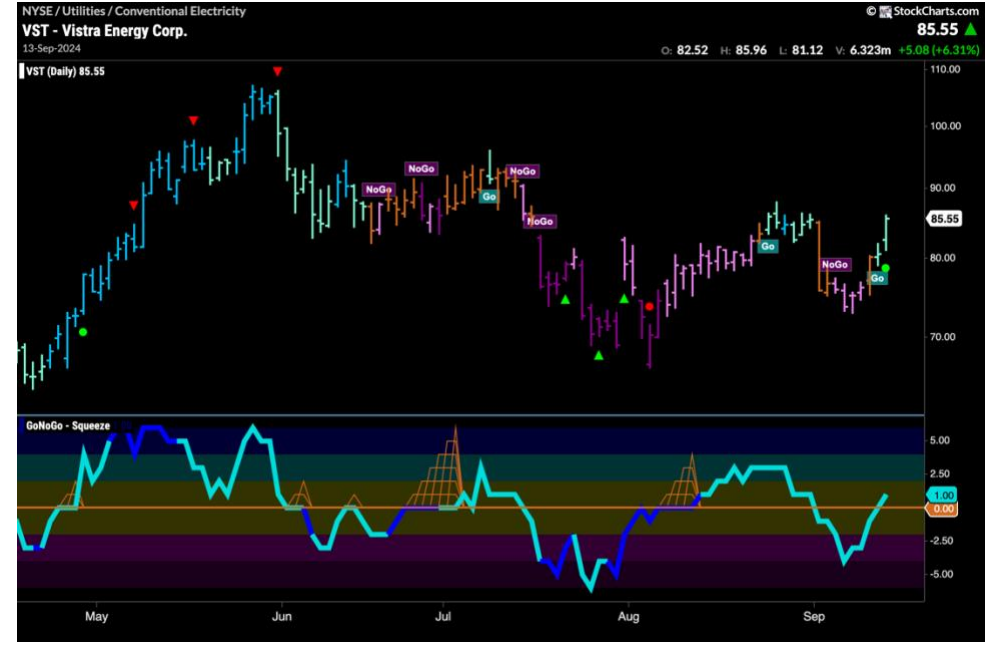 NYSE / Utilities / Conventional Electricity
© StockCharts.com
VST - Vistra Energy Corp.
85.55
13-Sep-2024
O: 82.52 H: 85.96 L: 81.12 V: 6.323m +5.08 (+6.31%)
VST (Daily) 85.55
110.00
100.00
NoGo
NoGo
NoGo
90.00
Go
NoGo
85.55
Go
80.00
NoGo
Go
70.00
GoNoGo - Squeeze
5.00
2.50
1.00
0.00
-2.50
-5.00
May Jun Jul Aug Sep